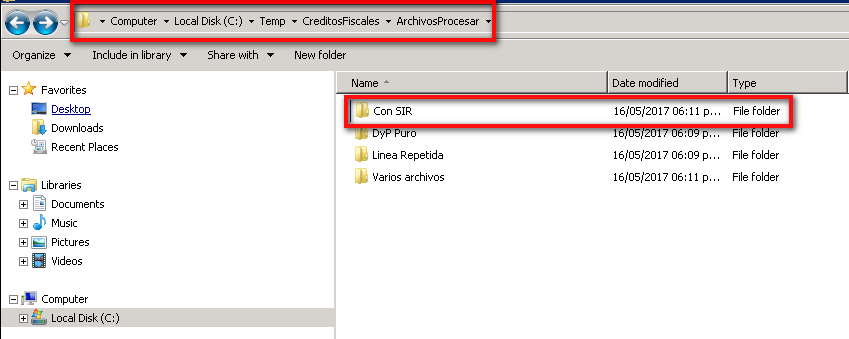 Computer Local Disk (C:) Temp CreditosFiscales ArchivosProcesar
Organize Include in library Share with New folder
Favorites
Desktop
Downloads
Recent Places
Libraries
Documents
Music
Pictures
Videos
Computer
Local Disk (C:)
Name Date modified Type
Con SIR 16/05/2017 06:11 p... File folder
DyP Puro 16/05/2017 06:09 p... File folder
Linea Repetida 16/05/2017 06:09 p... File folder
Varios archivos 16/05/2017 06:11 p... File folder